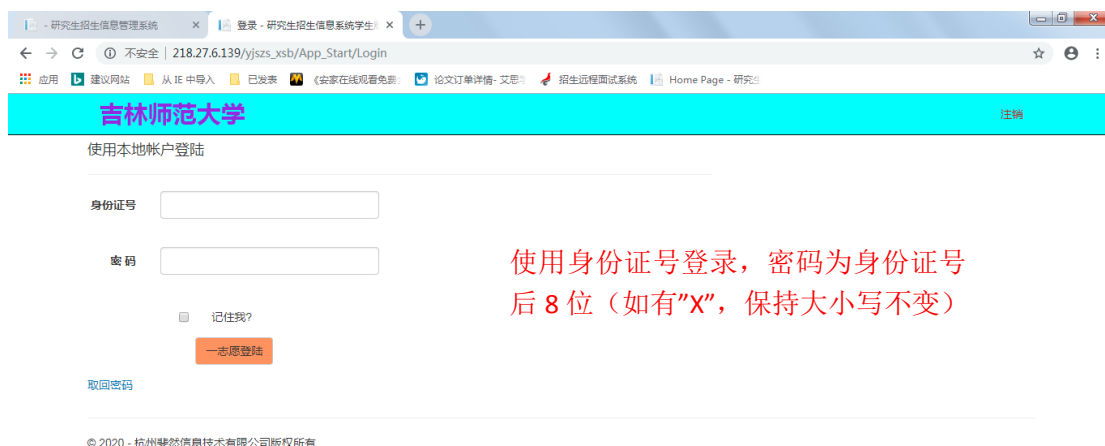 - 研究生招生信息管理系统 ×
登录 - 研究生招生信息系统学生 ×
不安全 | 218.27.6.139/yjszs_xsb/App_Start/Login
应用 建议网站 从 IE 中导入 已发表 《安家在线观看免费 论文订单详情- 艾思 招生远程面试系统 Home Page - 研究生
吉林师范大学 注销
使用本地帐户登陆
身份证号
密 码
使用身份证号登录，密码为身份证号
后 8 位（如有”X”，保持大小写不变）
记住我?
一志愿登陆
取回密码
© 2020 - 杭州斐然信息技术有限公司版权所有